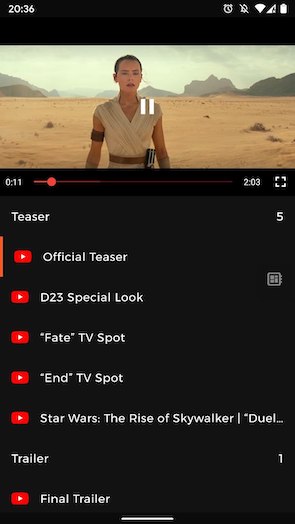 20:36
0:11
2:03
Teaser 5
Official Teaser
D23 Special Look
“Fate” TV Spot
“End” TV Spot
Star Wars: The Rise of Skywalker | “Duel...
Trailer 1
Final Trailer